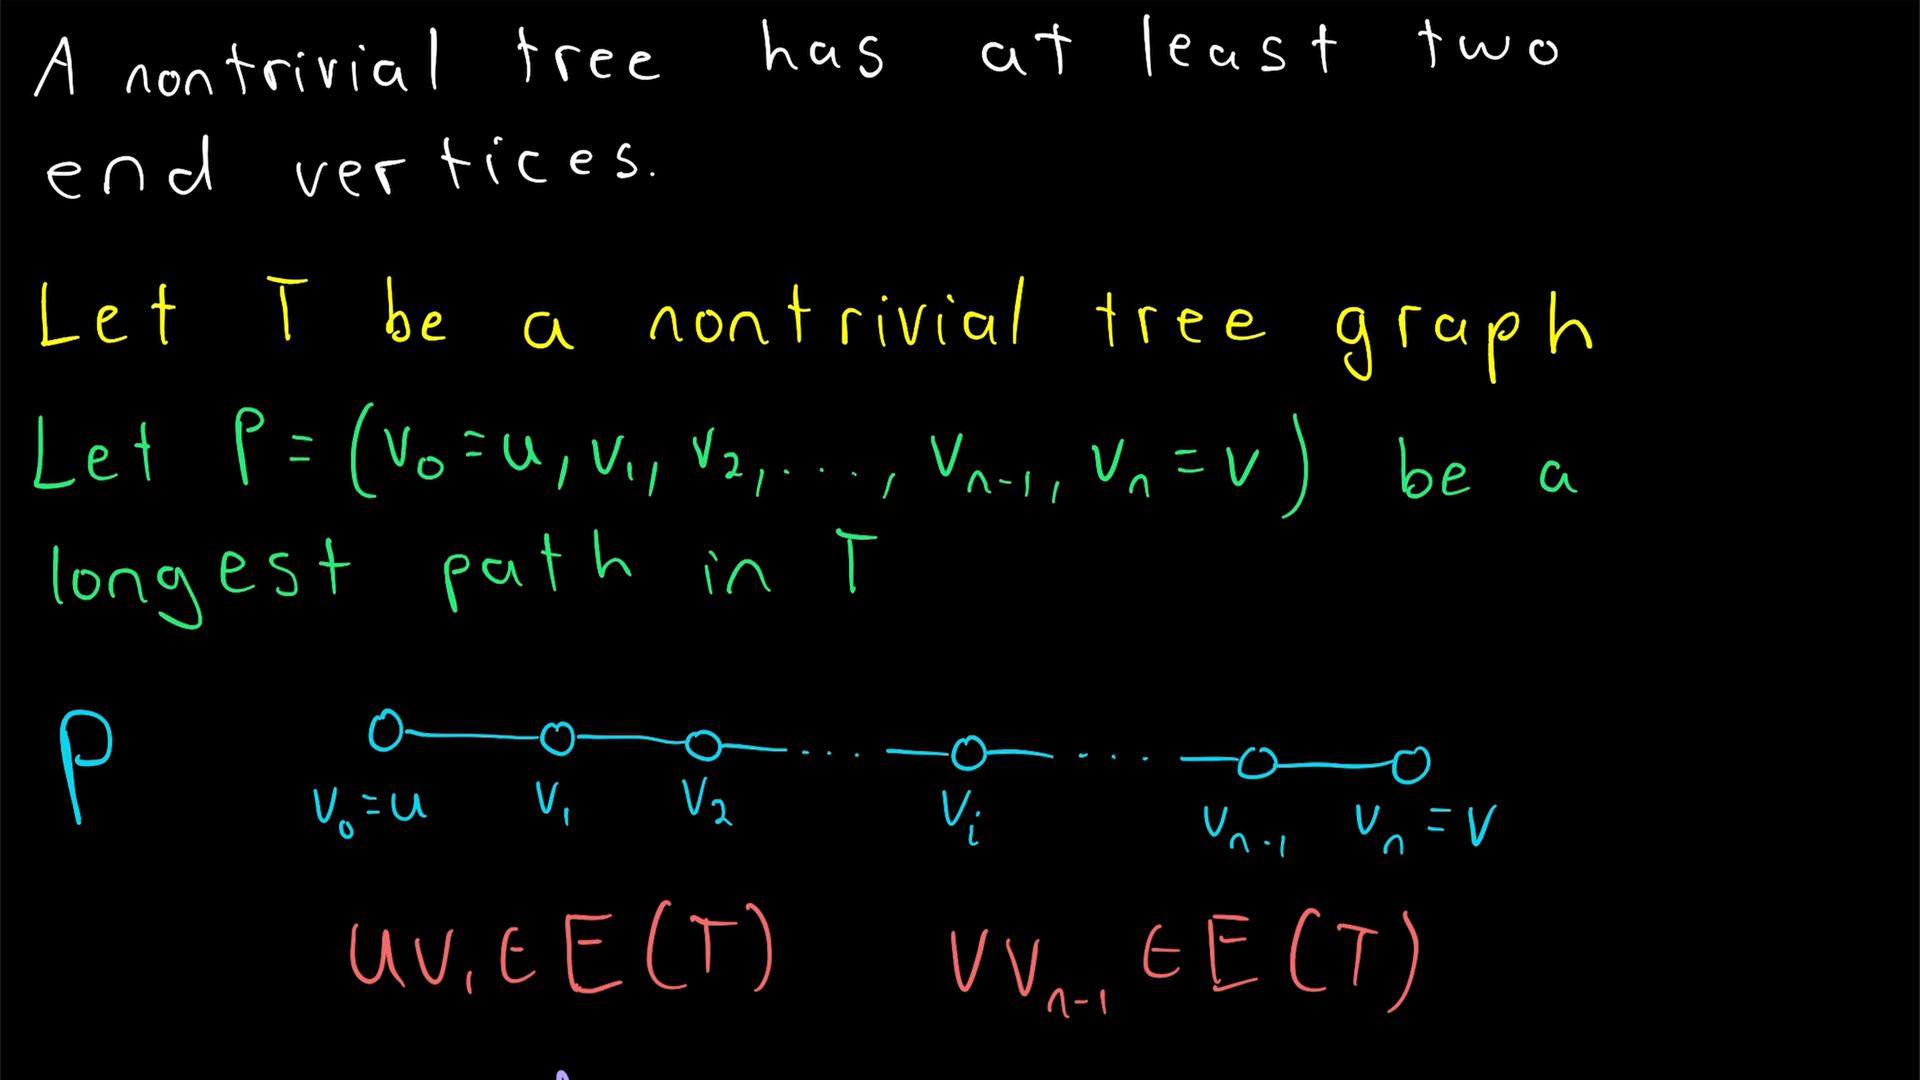 A nontrivial tree has at least two
end vertices.
Let T be a nontrivial tree graph
Let P = (v₀ = u, v₁, v₂, ...., vₙ₋₁, vₙ = v) be a
longest path in T
P
... ...
v₀ = u v₁ v₂ vᵢ vₙ₋₁ vₙ = v
uv₁ ∈ E(T) vvₙ₋₁ ∈ E(T)